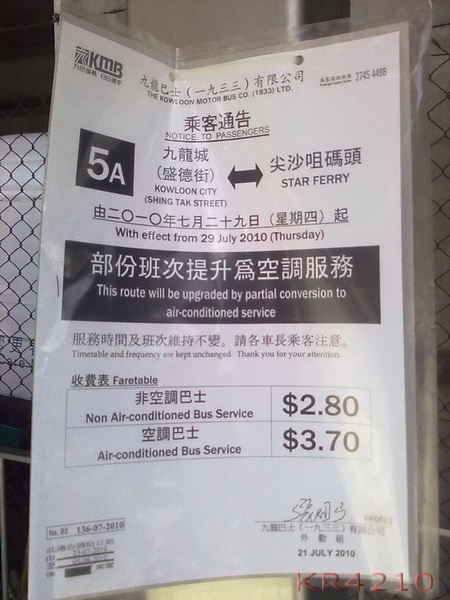 KMB
九龍巴士（一九三三）有限公司
THE KOWLOON MOTOR BUS CO. (1933) LTD.
2745 4466
乘客通告
NOTICE TO PASSENGERS
5A
九龍城
(盛德街)
KOWLOON CITY
(SHING TAK STREET)
尖沙咀碼頭
STAR FERRY
由二〇一〇年七月二十九日（星期四）起
With effect from 29 July 2010 (Thursday)
部份班次提升為空調服務
This route will be upgraded by partial conversion to
air-conditioned service
服務時間及班次維持不變。請各車長乘客注意。
Timetable and frequency are kept unchanged. Thank you for your attention.
收費表 Faretable
非空調巴士
Non Air-conditioned Bus Service
$2.80
空調巴士
Air-conditioned Bus Service
$3.70
No. BS 136-07-2010
九龍巴士（一九三三）有限公司
外勤組
21 JULY 2010
KR4210